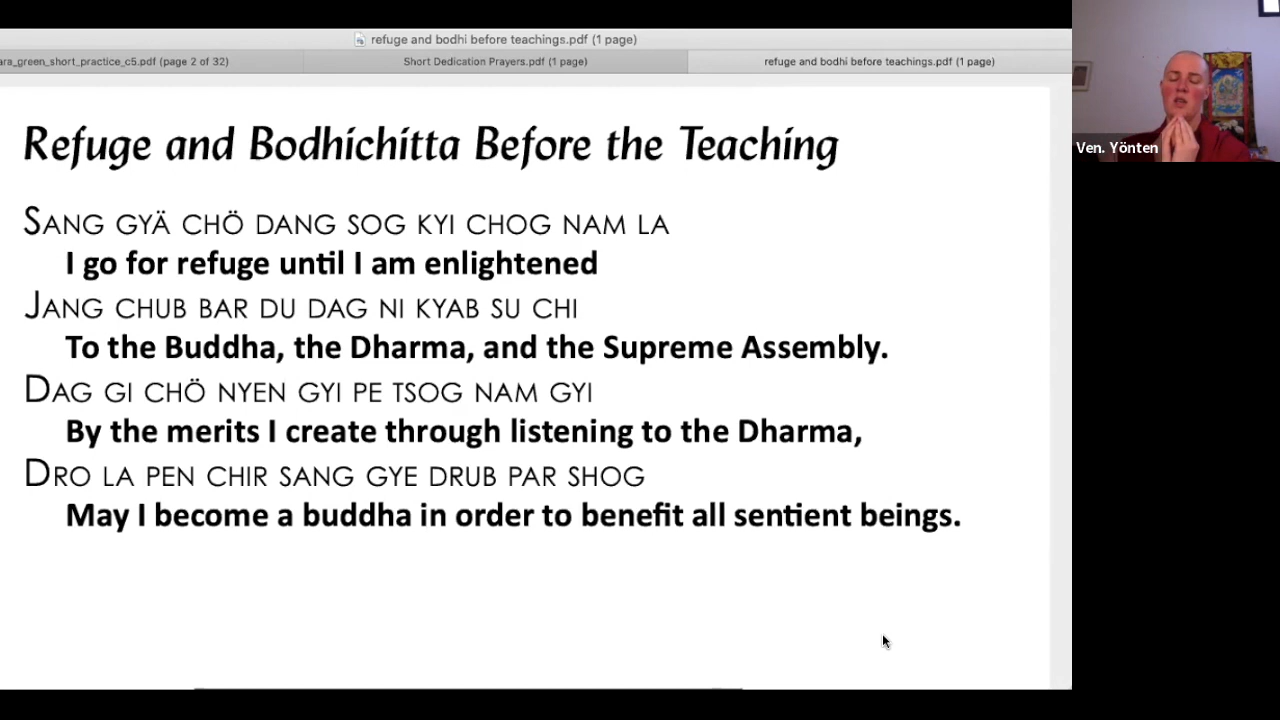 refuge and bodhi before teachings.pdf (1 page)
ara_green_short_practice_c5.pdf (page 2 of 32)
Short Dedication Prayers.pdf (1 page)
refuge and bodhi before teachings.pdf (1 page)
Refuge and Bodhichitta Before the Teaching
SANG GYÄ CHÖ DANG SOG KYI CHOG NAM LA
I go for refuge until I am enlightened
JANG CHUB BAR DU DAG NI KYAB SU CHI
To the Buddha, the Dharma, and the Supreme Assembly.
DAG GI CHÖ NYEN GYI PE TSOG NAM GYI
By the merits I create through listening to the Dharma,
DRO LA PEN CHIR SANG GYE DRUB PAR SHOG
May I become a buddha in order to benefit all sentient beings.
Ven. Yönten